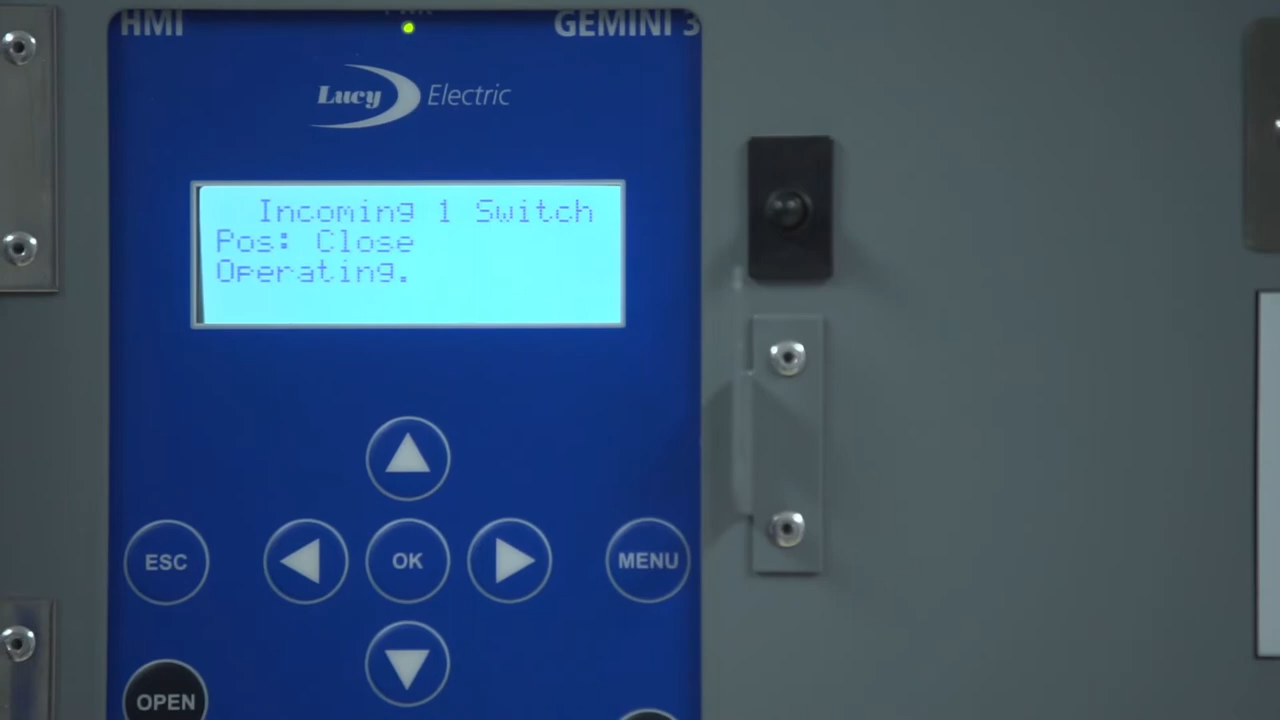 HMI
GEMINI 3
Lucy Electric
Incoming 1 Switch
Pos: Close
Operating.
ESC
OK
MENU
OPEN